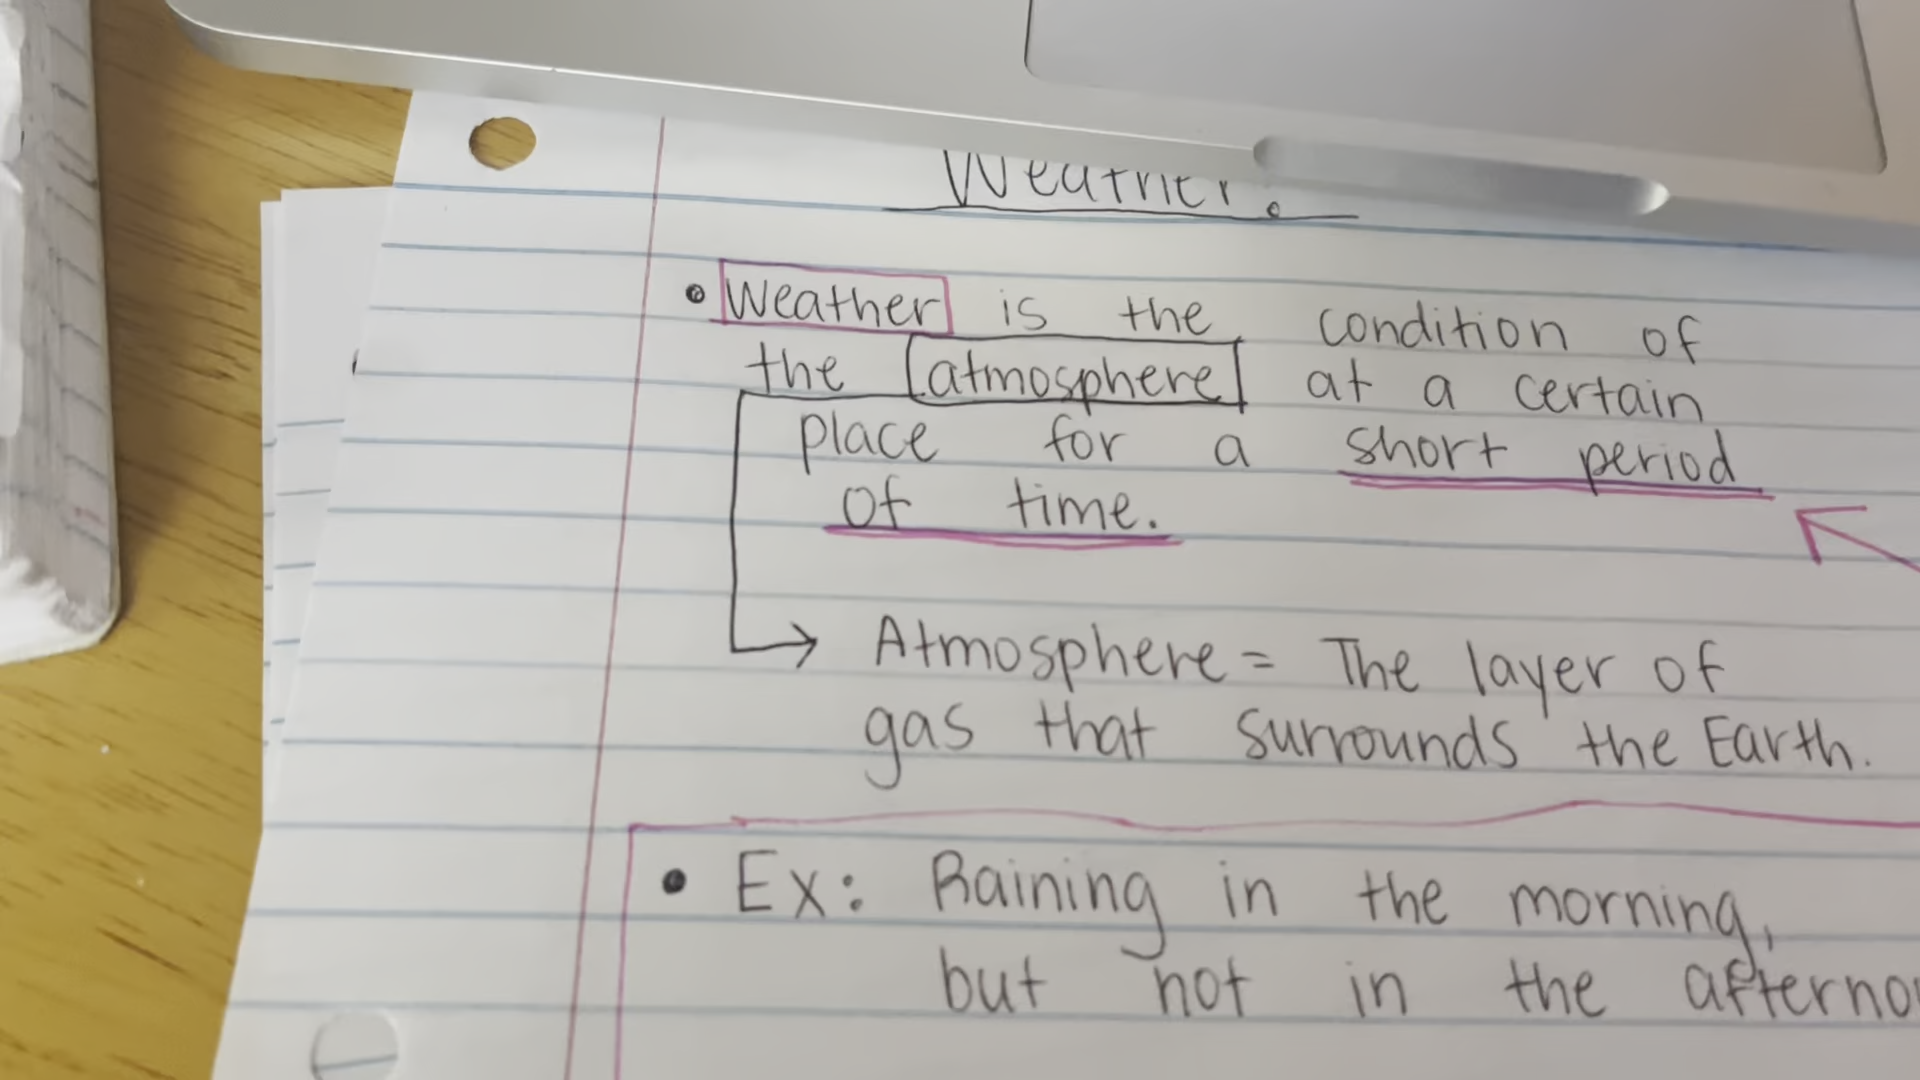 Weather.
• Weather is the condition of
the atmosphere at a certain
place for a short period
of time.
→ Atmosphere = The layer of
gas that surrounds the Earth.
• Ex: Raining in the morning,
but not in the